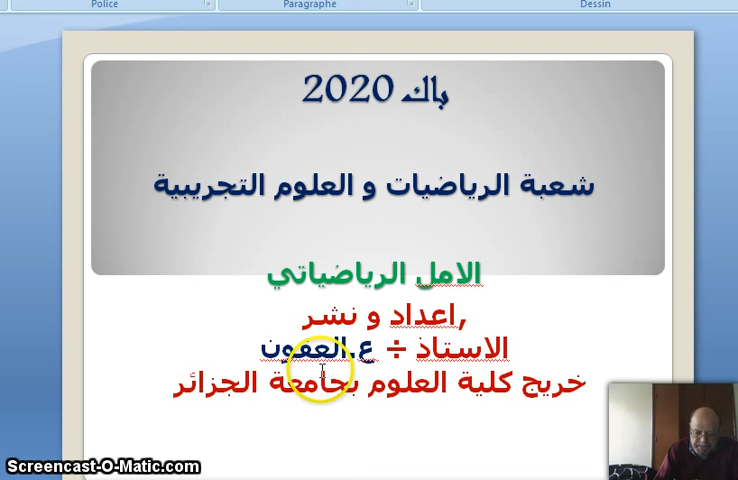 Police
Paragraphe
Dessin
باك 2020
شعبة الرياضيات و العلوم التجريبية
الامل الرياضياتي
,اعداد و نشر
الاستاذ ÷ ع.العفون
خريج كلية العلوم بجامعة الجزائر
Screencast-O-Matic.com